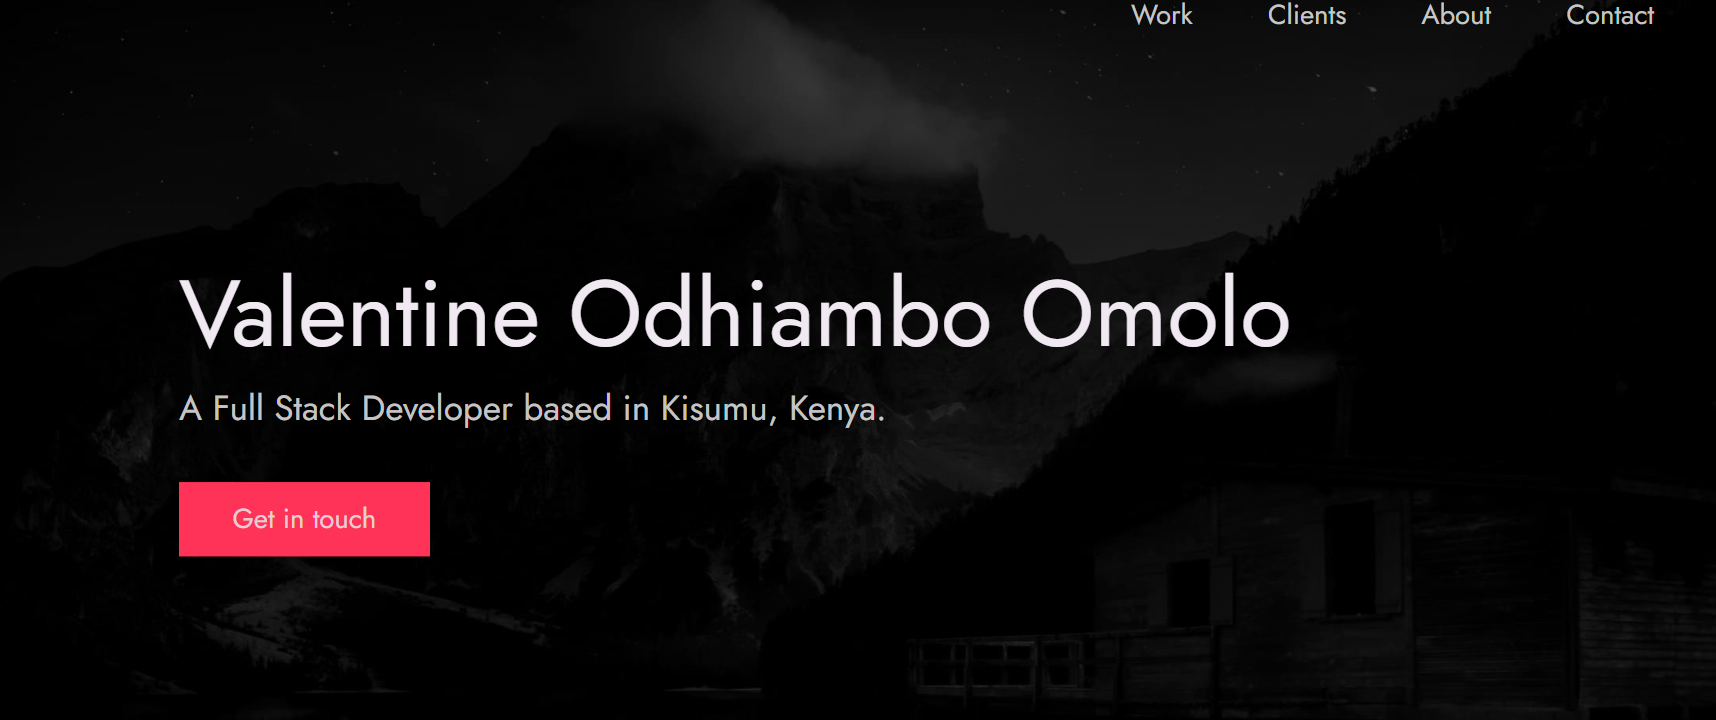 Work Clients About Contact
Valentine Odhiambo Omolo
A Full Stack Developer based in Kisumu, Kenya.
Get in touch